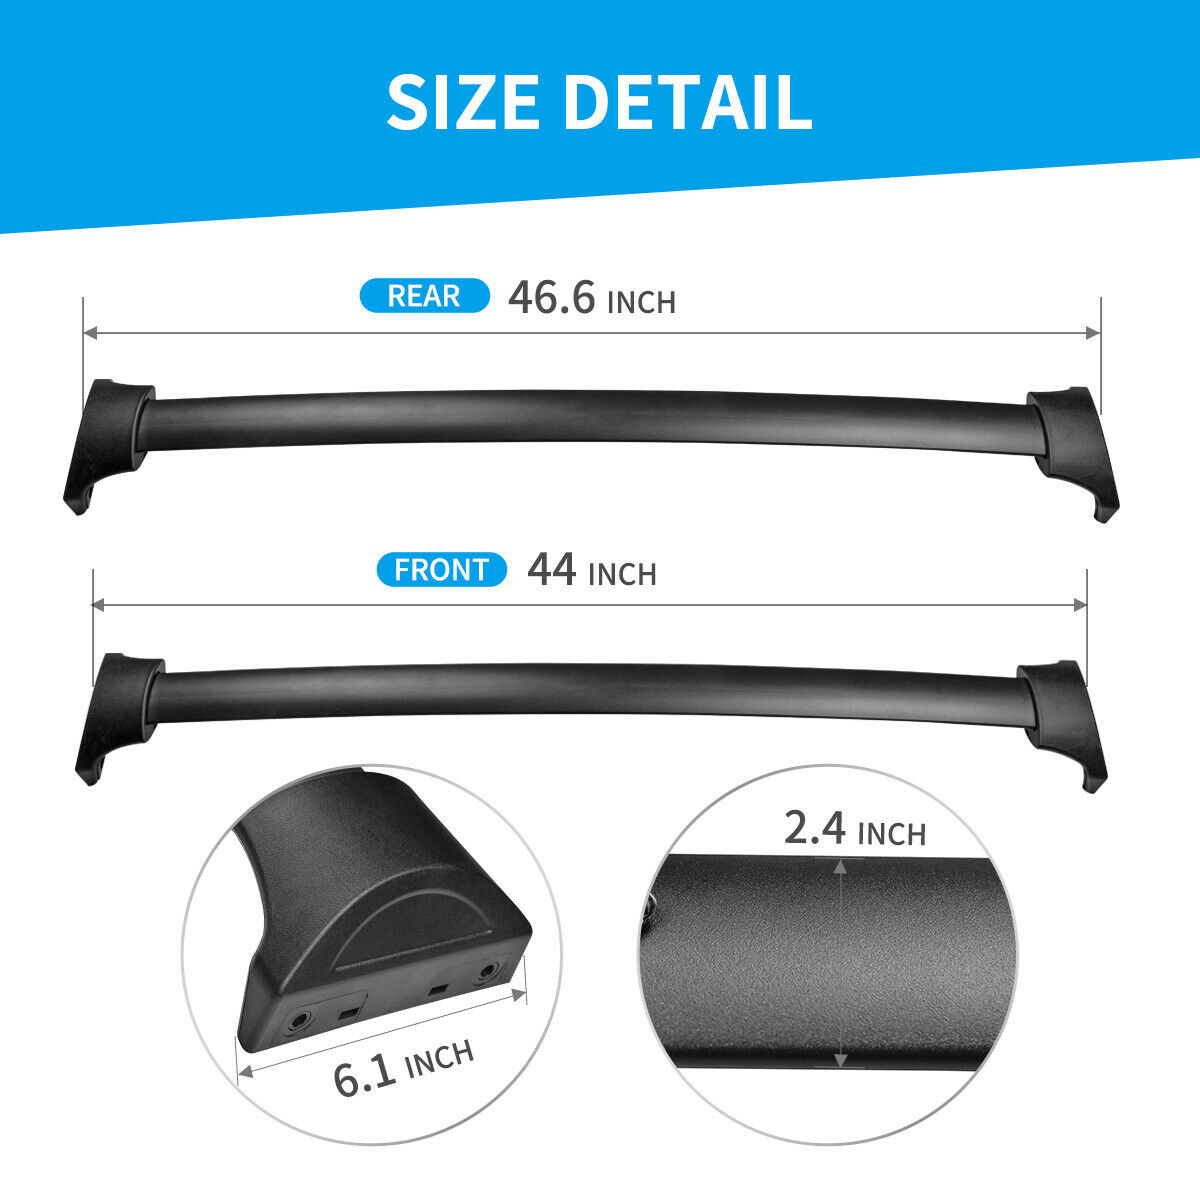 SIZE DETAIL
REAR 46.6 INCH
FRONT 44 INCH
2.4 INCH
6.1 INCH